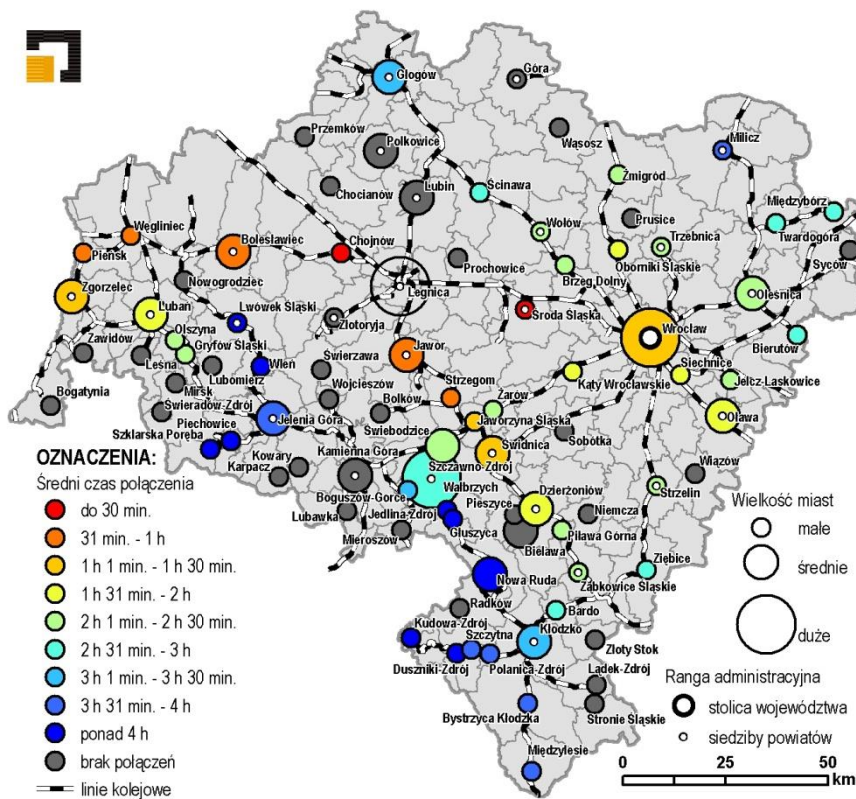 Głogów
Góra
Przemków
Polkowice
Wąsosz
Milicz
Chocianów
Lubin
Ścinawa
Żmigród
Międzybórz
Węgliniec
Bolesławiec
Chojnów
Wołów
Prusice
Trzebnica
Twardogóra
Syców
Pieńsk
Nowogrodziec
Prochowice
Oborniki Śląskie
Brzeg Dolny
Zgorzelec
Legnica
Oleśnica
Lubań
Lwówek Śląski
Złotoryja
Środa Śląska
Wrocław
Zawidów
Olszyna
Gryfów Śląski
Jawor
Siechnice
Bierutów
Leśna
Lubomierz
Wleń
Świerzawa
Strzegom
Żarów
Kąty Wrocławskie
Jelcz-Laskowice
Bogatynia
Mirsk
Wojcieszów
Bolków
Świeradów-Zdrój
Jaworzyna Śląska
Oława
Piechowice
Jelenia Góra
Swiebodzice
Świdnica
Sobótka
Szklarska Poręba
Kamienna Góra
Kowary
Szczawno-Zdrój
Wiązów
Karpacz
Boguszów-Gorce
Wałbrzych
Dzierżoniów
Strzelin
Lubawka
Jedlina-Zdrój
Pieszyce
Niemcza
Mieroszów
Głuszyca
Piława Górna
Bielawa
Ziębice
Nowa Ruda
Ząbkowice Śląskie
Radków
Bardo
Kudowa-Zdrój
Szczytna
Kłodzko
Złoty Stok
Duszniki-Zdrój
Polanica-Zdrój
Lądek-Zdrój
Bystrzyca Kłodzka
Stronie Śląskie
Międzylesie
OZNACZENIA:
Średni czas połączenia
do 30 min.
31 min. - 1 h
1 h 1 min. - 1 h 30 min.
1 h 31 min. - 2 h
2 h 1 min. - 2 h 30 min.
2 h 31 min. - 3 h
3 h 1 min. - 3 h 30 min.
3 h 31 min. - 4 h
ponad 4 h
brak połączeń
linie kolejowe
Wielkość miast
małe
średnie
duże
Ranga administracyjna
stolica województwa
siedziby powiatów
0 25 50
km